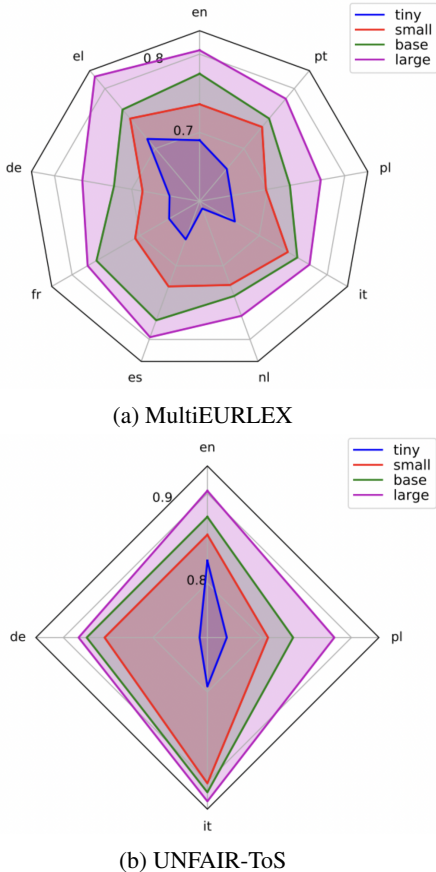 en
tiny
small
base
large
el
0.8
pt
0.7
de
pl
fr
it
es
nl
(a) MultiEURLEX
en
tiny
small
base
large
0.9
0.8
de
pl
it
(b) UNFAIR-ToS